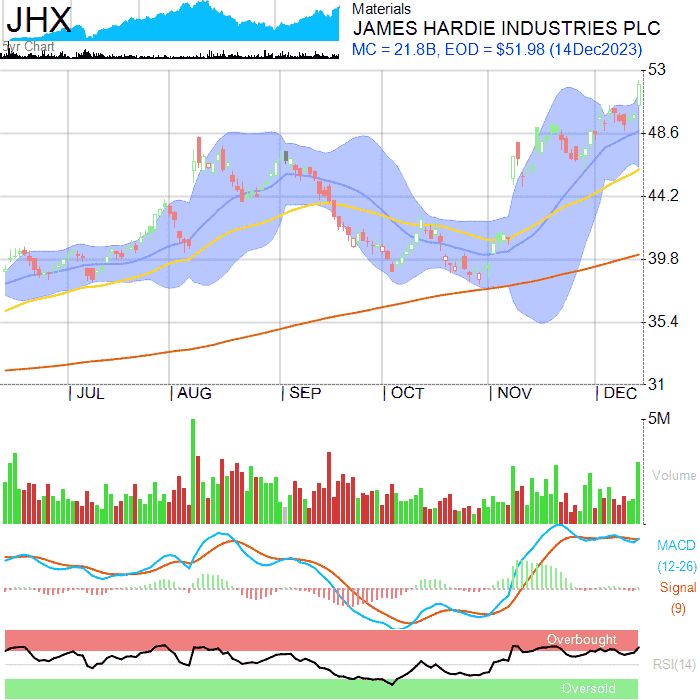 JHX
5yr Chart
Materials
JAMES HARDIE INDUSTRIES PLC
MC = 21.8B, EOD = $51.98 (14Dec2023)
53
48.6
44.2
39.8
35.4
31
JUL AUG SEP OCT NOV DEC
5M
Volume
MACD
(12-26)
Signal
(9)
Overbought
RSI(14)
Oversold